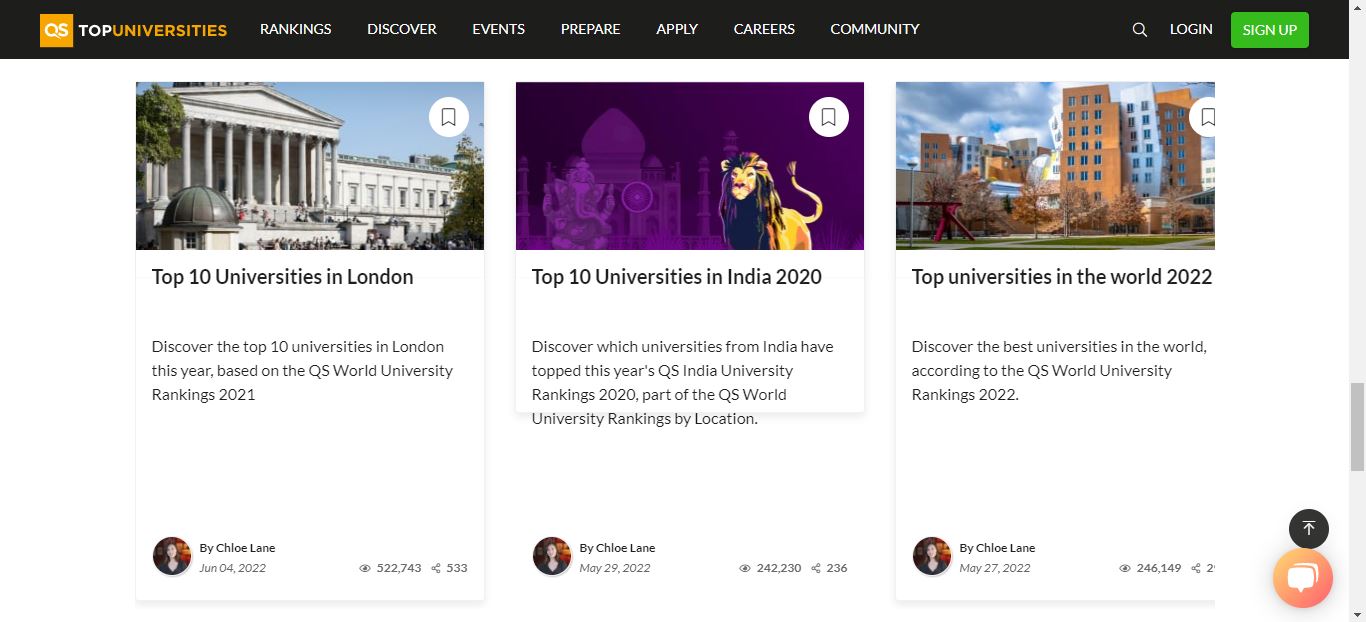 QS TOPUNIVERSITIES RANKINGS DISCOVER EVENTS PREPARE APPLY CAREERS COMMUNITY LOGIN SIGN UP
Top 10 Universities in London
Discover the top 10 universities in London
this year, based on the QS World University
Rankings 2021
By Chloe Lane
Jun 04, 2022 522,743 533
Top 10 Universities in India 2020
Discover which universities from India have
topped this year's QS India University
Rankings 2020, part of the QS World
University Rankings by Location.
By Chloe Lane
May 29, 2022 242,230 236
Top universities in the world 2022
Discover the best universities in the world,
according to the QS World University
Rankings 2022.
By Chloe Lane
May 27, 2022 246,149